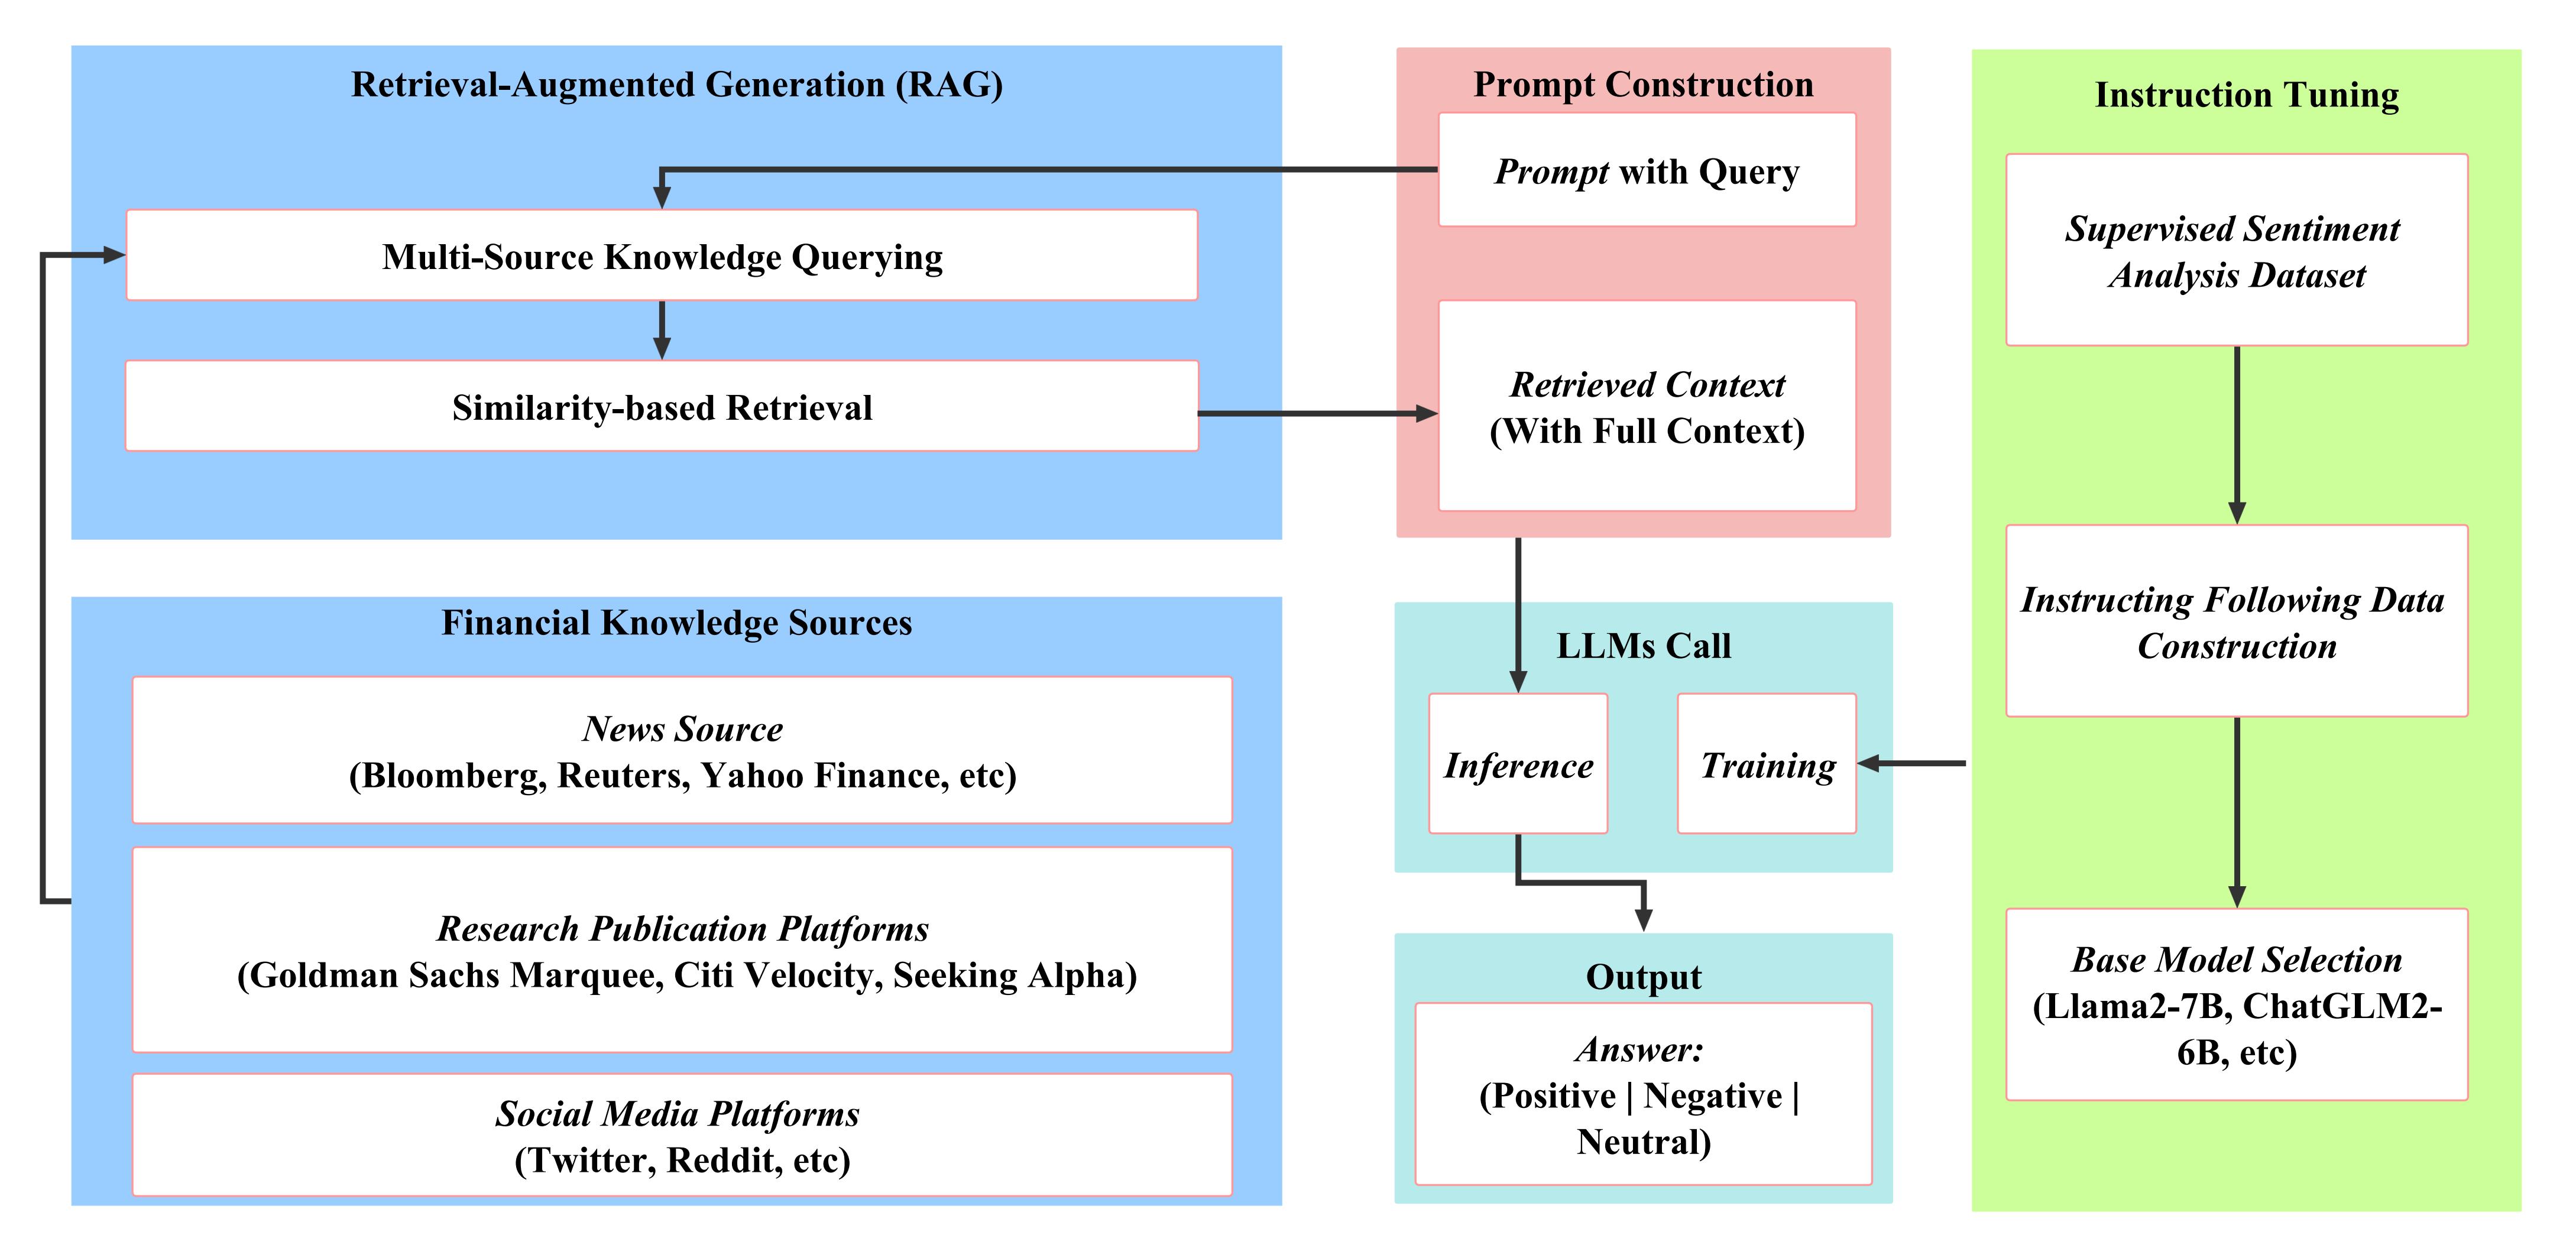 Retrieval-Augmented Generation (RAG)
Multi-Source Knowledge Querying
Similarity-based Retrieval
Financial Knowledge Sources
News Source
(Bloomberg, Reuters, Yahoo Finance, etc)
Research Publication Platforms
(Goldman Sachs Marquee, Citi Velocity, Seeking Alpha)
Social Media Platforms
(Twitter, Reddit, etc)
Prompt Construction
Prompt with Query
Retrieved Context
(With Full Context)
LLMs Call
Inference
Training
Output
Answer:
(Positive | Negative |
Neutral)
Instruction Tuning
Supervised Sentiment
Analysis Dataset
Instructing Following Data
Construction
Base Model Selection
(Llama2-7B, ChatGLM2-
6B, etc)